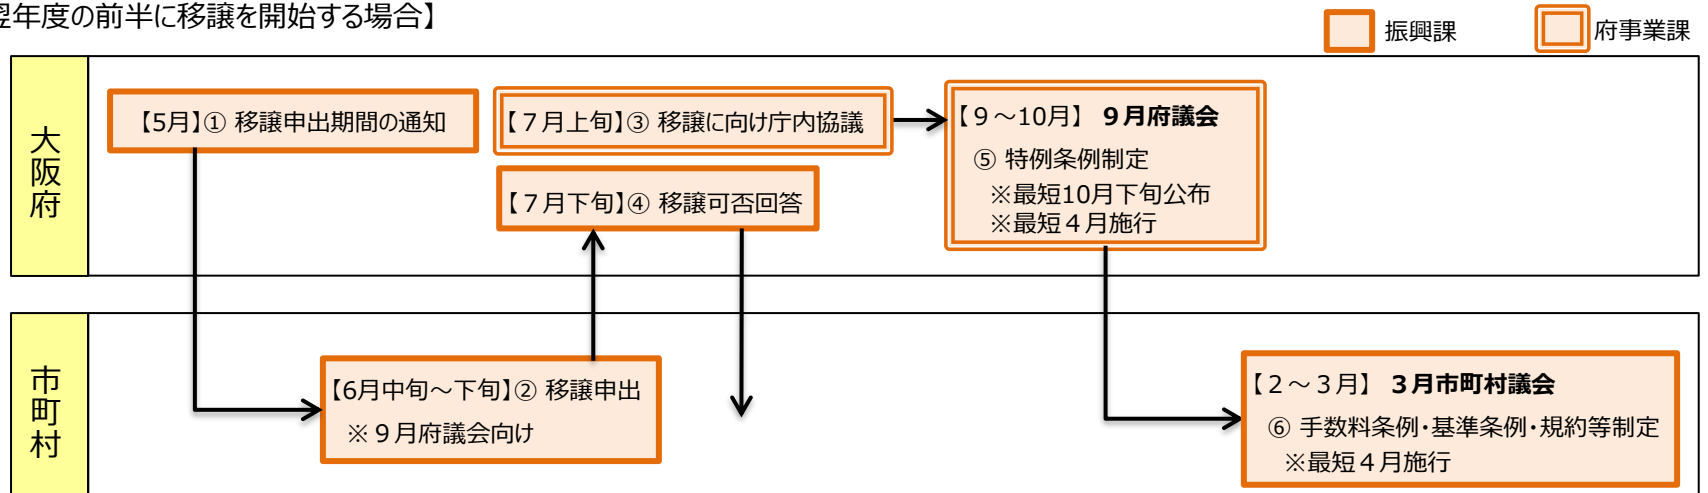 翌年度の前半に移譲を開始する場合】
振興課
府事業課
大阪府
【5月】① 移譲申出期間の通知
【７月上旬】③ 移譲に向け庁内協議
【７月下旬】④ 移譲可否回答
【９～10月】 ９月府議会
⑤ 特例条例制定
※最短10月下旬公布
※最短４月施行
市町村
【6月中旬～下旬】② 移譲申出
※９月府議会向け
【２～３月】 ３月市町村議会
⑥ 手数料条例・基準条例・規約等制定
※最短４月施行